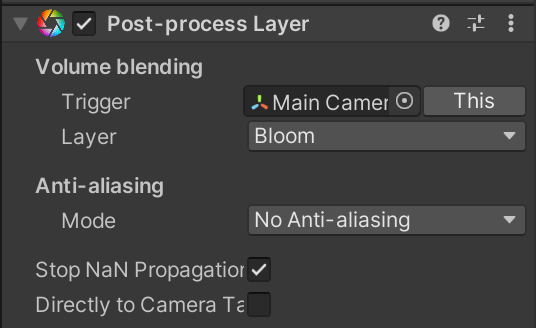 Post-process Layer
Volume blending
Trigger Main Camer This
Layer Bloom
Anti-aliasing
Mode No Anti-aliasing
Stop NaN Propagation
Directly to Camera Ta